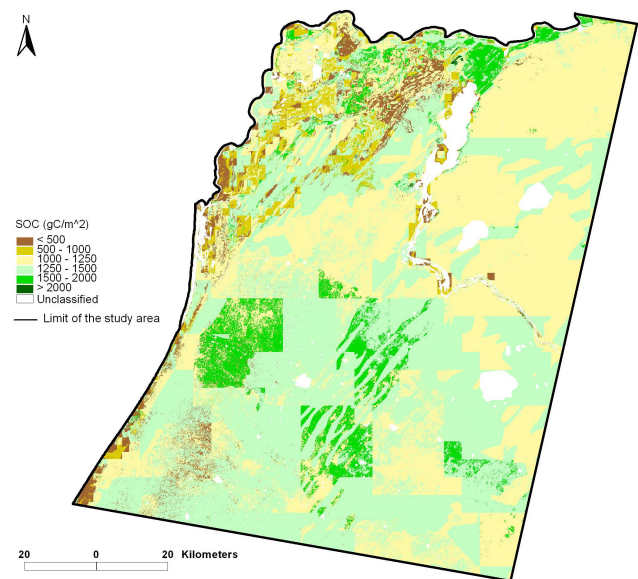 N
SOC (gC/m^2)
< 500
500 - 1000
1000 - 1250
1250 - 1500
1500 - 2000
> 2000
Unclassified
Limit of the study area
20 0 20 Kilometers